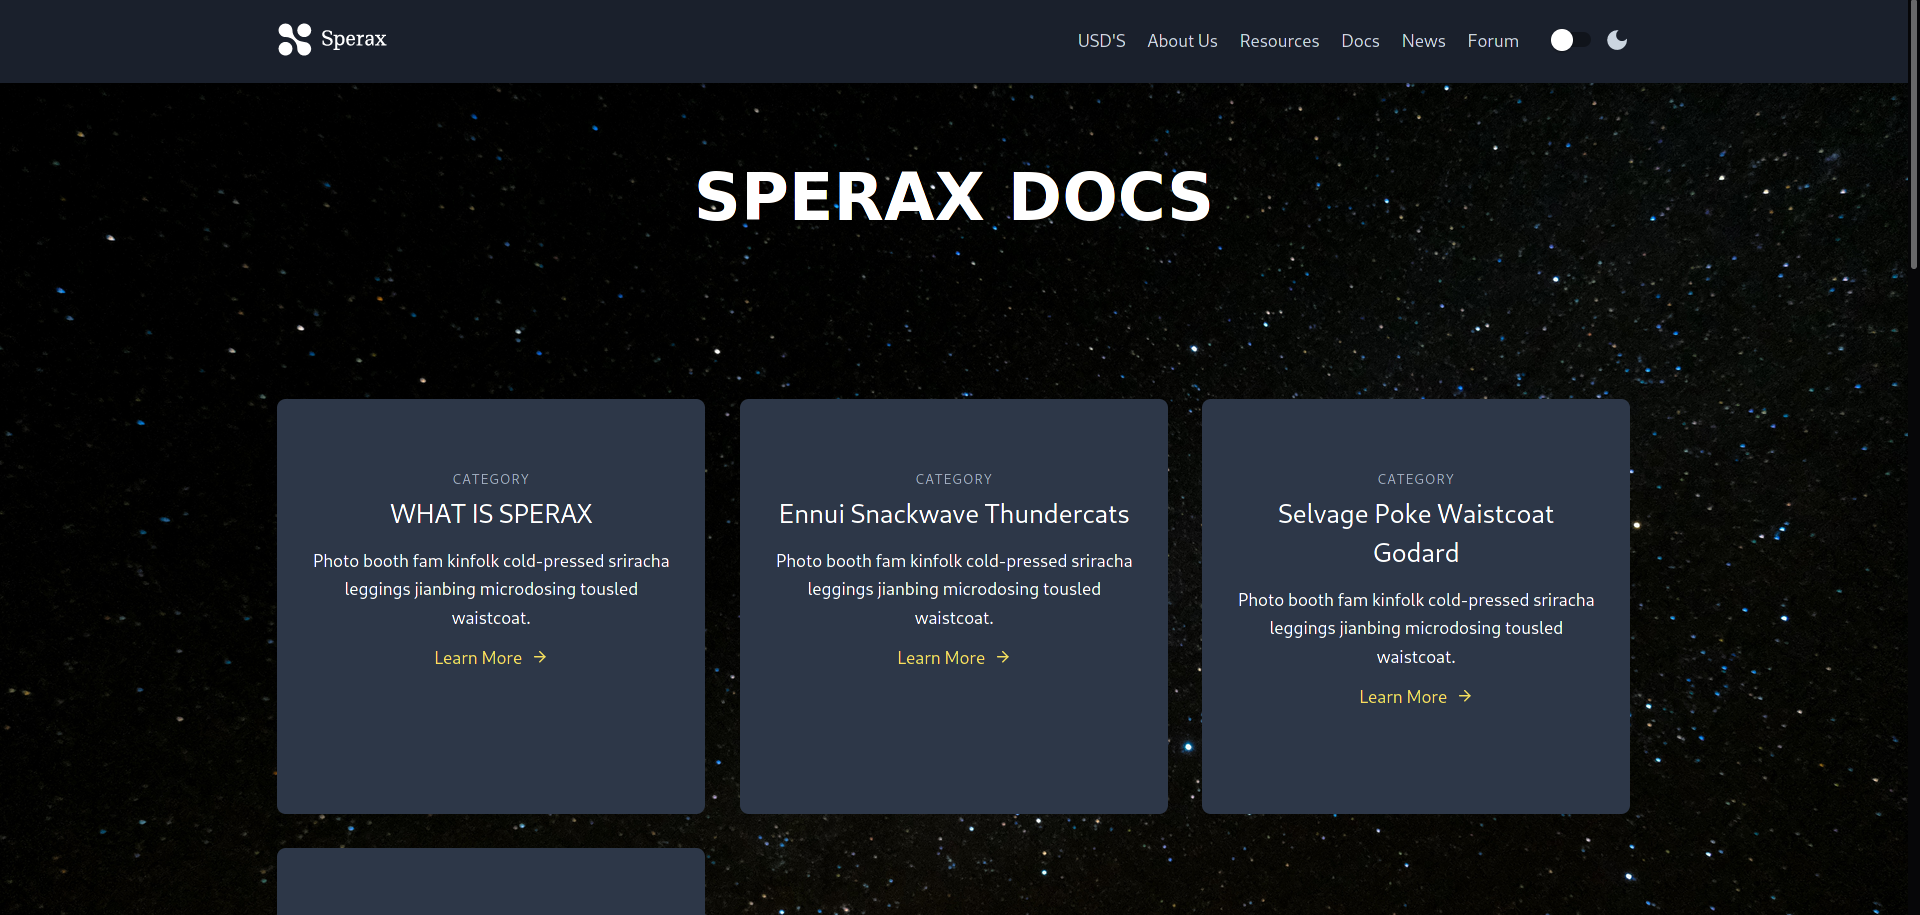 Sperax
USD'S About Us Resources Docs News Forum
SPERAX DOCS
CATEGORY
WHAT IS SPERAX
Photo booth fam kinfolk cold-pressed sriracha
leggings jianbing microdosing tousled
waistcoat.
Learn More →
CATEGORY
Ennui Snackwave Thundercats
Photo booth fam kinfolk cold-pressed sriracha
leggings jianbing microdosing tousled
waistcoat.
Learn More →
CATEGORY
Selvage Poke Waistcoat
Godard
Photo booth fam kinfolk cold-pressed sriracha
leggings jianbing microdosing tousled
waistcoat.
Learn More →